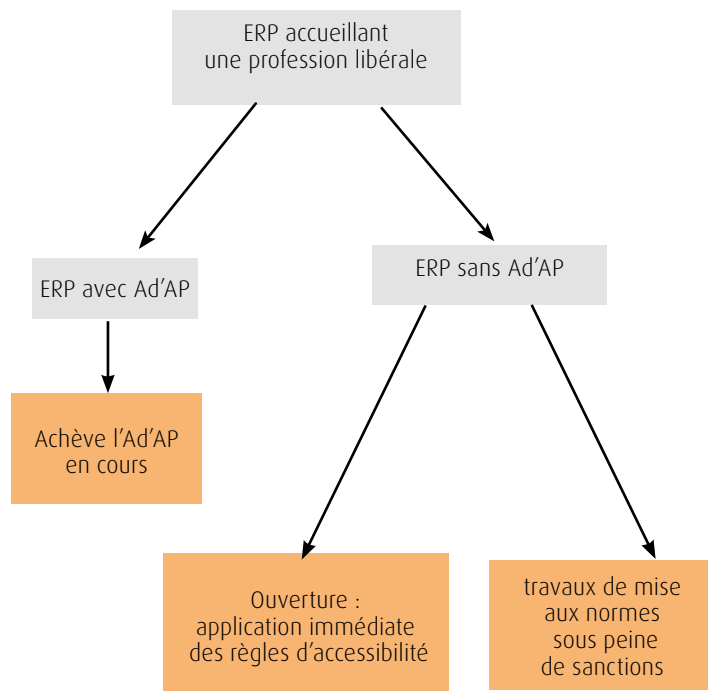 ERP accueillant
une profession libérale
ERP avec Ad’AP
ERP sans Ad’AP
Achève l’Ad’AP
en cours
Ouverture :
application immédiate
des règles d’accessibilité
travaux de mise
aux normes
sous peine
de sanctions